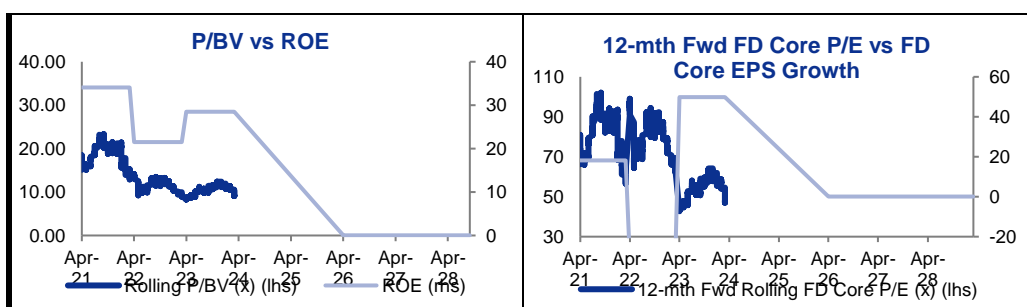 P/BV vs ROE
40.00
30.00
20.00
10.00
0.00
40
30
20
10
0
Apr-21
Apr-22
Apr-23
Apr-24
Apr-25
Apr-26
Apr-27
Apr-28
Rolling P/BV (x) (lhs)
ROE (rhs)
12-mth Fwd FD Core P/E vs FD
Core EPS Growth
110
90
70
50
30
60
40
20
0
-20
Apr-21
Apr-22
Apr-23
Apr-24
Apr-25
Apr-26
Apr-27
Apr-28
12-mth Fwd Rolling FD Core P/E (x) (lhs)